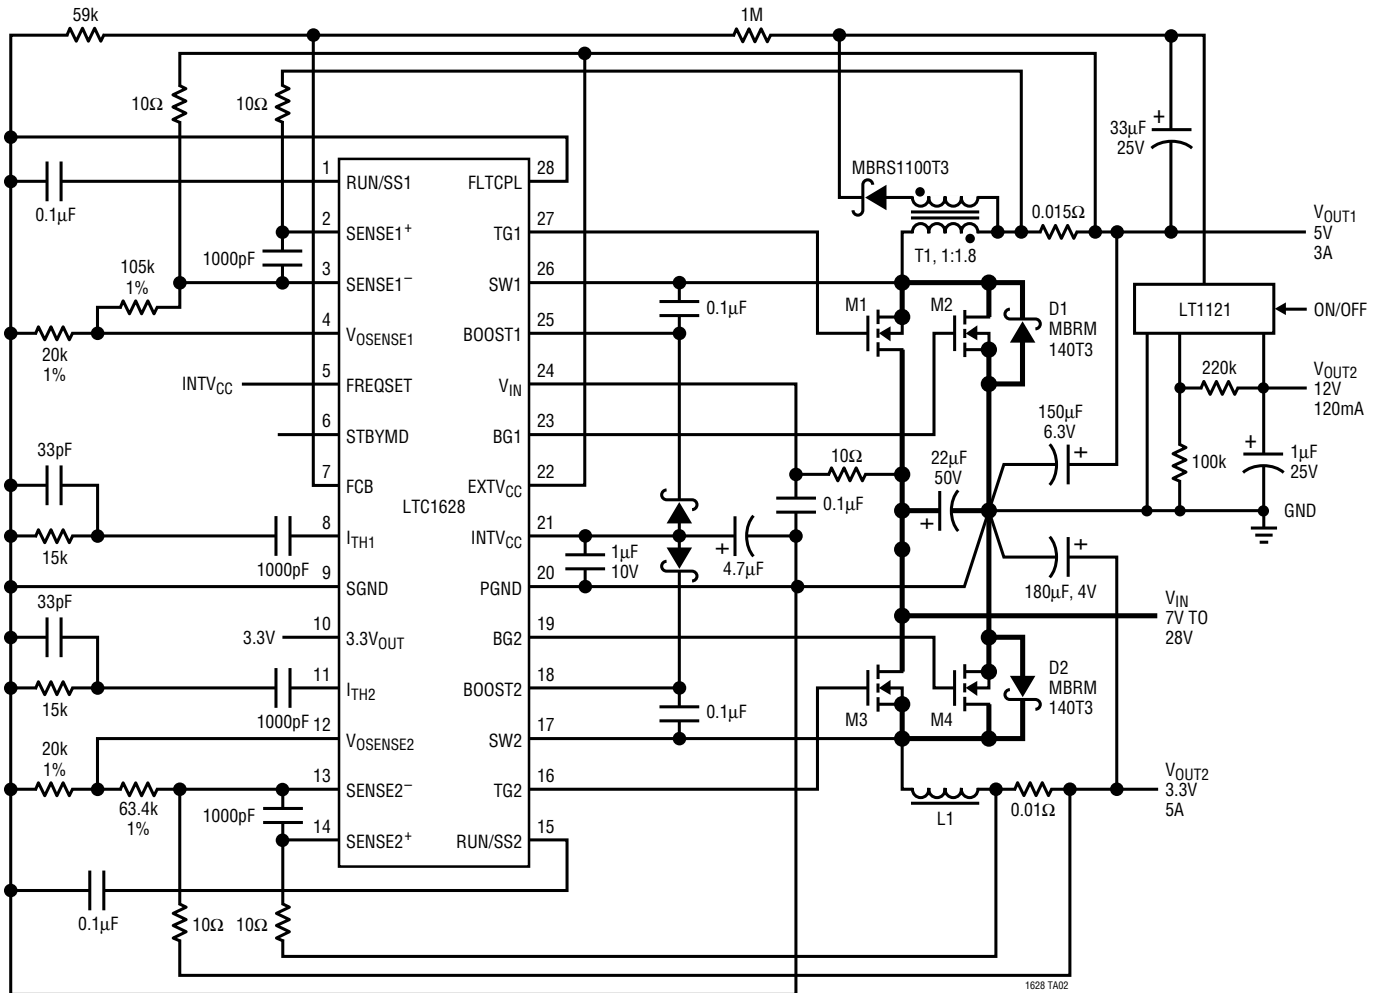 59k
1M
10Ω
10Ω
33µF
25V
+
MBRS1100T3
0.1µF
1
RUN/SS1
FLTCPL
28
2
SENSE1+
TG1
27
0.015Ω
VOUT1
5V
3A
T1, 1:1.8
1000pF
3
SENSE1−
SW1
26
105k
1%
0.1µF
M1
M2
D1
MBRM
140T3
LT1121
ON/OFF
4
VOSENSE1
BOOST1
25
20k
1%
INTVCC
5
FREQSET
VIN
24
220k
VOUT2
12V
120mA
6
STBYMD
BG1
23
150µF
6.3V
+
33pF
10Ω
22µF
50V
+
100k
+
1µF
25V
7
FCB
EXTVCC
22
LTC1628
0.1µF
GND
15k
1000pF
8
ITH1
INTVCC
21
1µF
10V
+
4.7µF
+
180µF, 4V
9
SGND
PGND
20
33pF
VIN
7V TO
28V
3.3V
10
3.3VOUT
BG2
19
15k
1000pF
11
ITH2
BOOST2
18
0.1µF
M3
M4
D2
MBRM
140T3
12
VOSENSE2
SW2
17
20k
1%
63.4k
1%
13
SENSE2−
TG2
16
L1
0.01Ω
VOUT2
3.3V
5A
1000pF
14
SENSE2+
RUN/SS2
15
0.1µF
10Ω
10Ω
1628 TA02